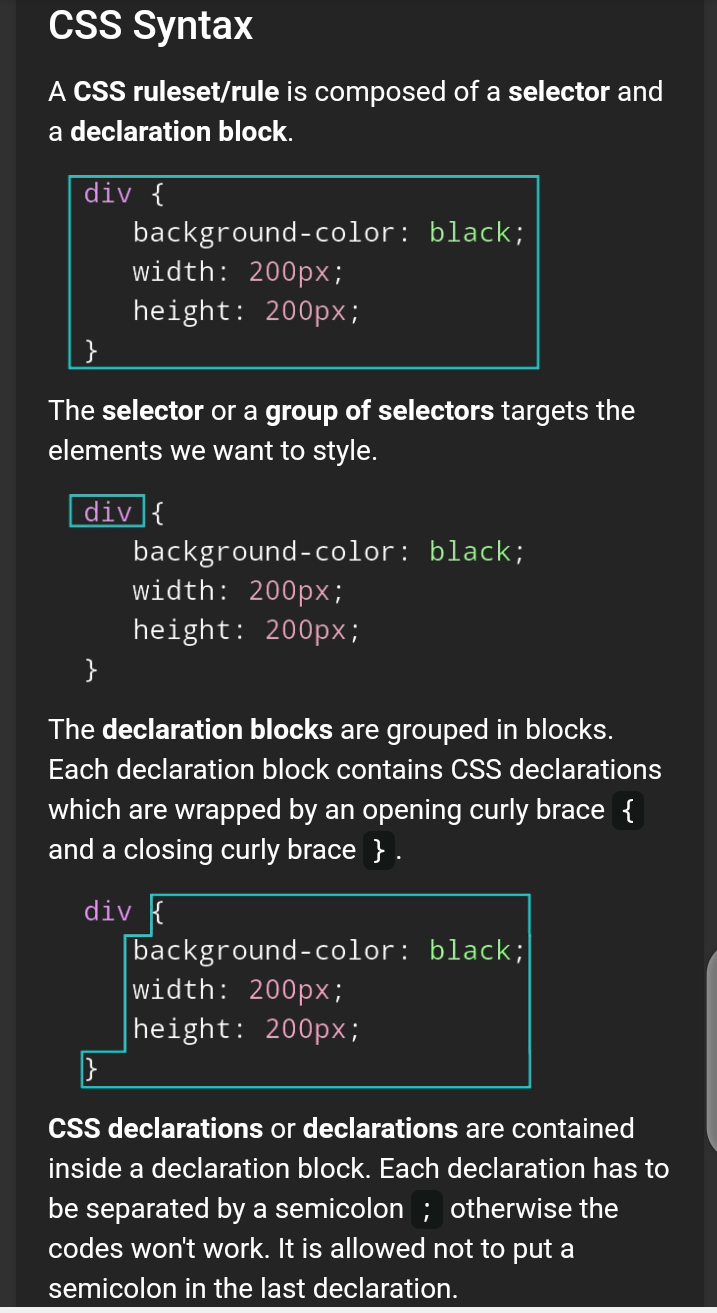 CSS Syntax
A CSS ruleset/rule is composed of a selector and
a declaration block.
div {
background-color: black;
width: 200px;
height: 200px;
}
The selector or a group of selectors targets the
elements we want to style.
div {
background-color: black;
width: 200px;
height: 200px;
}
The declaration blocks are grouped in blocks.
Each declaration block contains CSS declarations
which are wrapped by an opening curly brace {
and a closing curly brace } .
div {
background-color: black;
width: 200px;
height: 200px;
}
CSS declarations or declarations are contained
inside a declaration block. Each declaration has to
be separated by a semicolon ; otherwise the
codes won't work. It is allowed not to put a
semicolon in the last declaration.